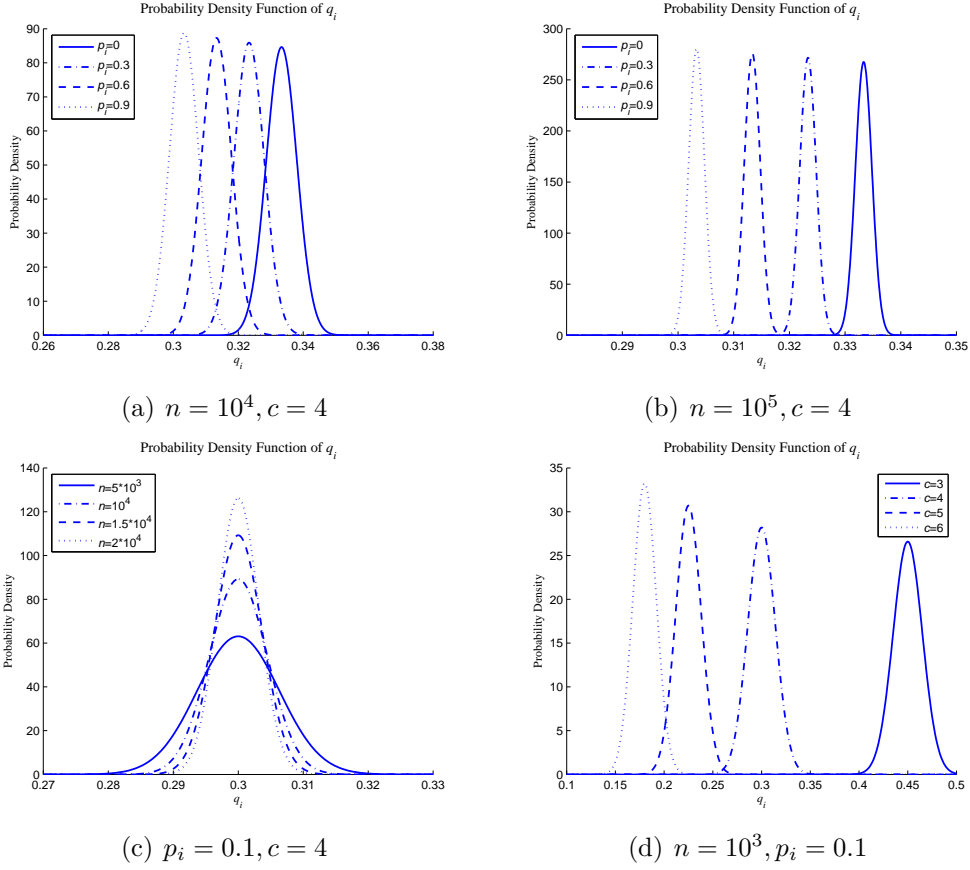 Probability Density Function of q_i
90
80
70
60
50
40
30
20
10
0
Probability Density
p_i=0
p_i=0.3
p_i=0.6
p_i=0.9
0.26 0.28 0.3 0.32 0.34 0.36 0.38
q_i
(a) n = 10^4, c = 4
Probability Density Function of q_i
300
250
200
150
100
50
0
Probability Density
p_i=0
p_i=0.3
p_i=0.6
p_i=0.9
0.29 0.3 0.31 0.32 0.33 0.34 0.35
q_i
(b) n = 10^5, c = 4
Probability Density Function of q_i
140
120
100
80
60
40
20
0
Probability Density
n=5*10^3
n=10^4
n=1.5*10^4
n=2*10^4
0.27 0.28 0.29 0.3 0.31 0.32 0.33
q_i
(c) p_i = 0.1, c = 4
Probability Density Function of q_i
35
30
25
20
15
10
5
0
Probability Density
c=3
c=4
c=5
c=6
0.1 0.15 0.2 0.25 0.3 0.35 0.4 0.45 0.5
q_i
(d) n = 10^3, p_i = 0.1